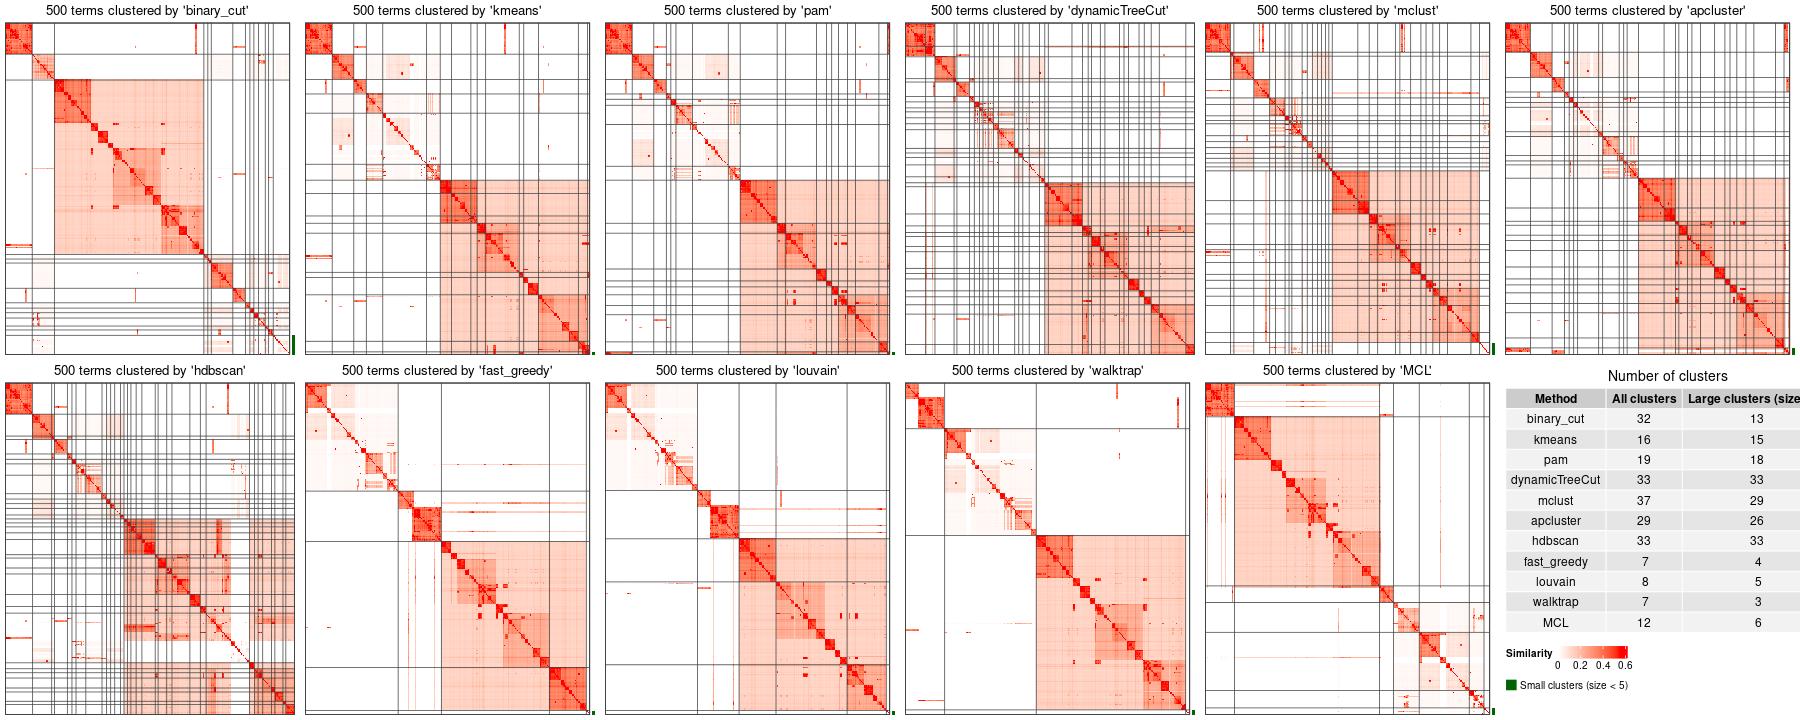 500 terms clustered by 'binary_cut'
500 terms clustered by 'kmeans'
500 terms clustered by 'pam'
500 terms clustered by 'dynamicTreeCut'
500 terms clustered by 'mclust'
500 terms clustered by 'apcluster'
500 terms clustered by 'hdbscan'
500 terms clustered by 'fast_greedy'
500 terms clustered by 'louvain'
500 terms clustered by 'walktrap'
500 terms clustered by 'MCL'
Number of clusters
Method All clusters Large clusters (size
binary_cut 32 13
kmeans 16 15
pam 19 18
dynamicTreeCut 33 33
mclust 37 29
apcluster 29 26
hdbscan 33 33
fast_greedy 7 4
louvain 8 5
walktrap 7 3
MCL 12 6
Similarity
0 0.2 0.4 0.6
Small clusters (size < 5)